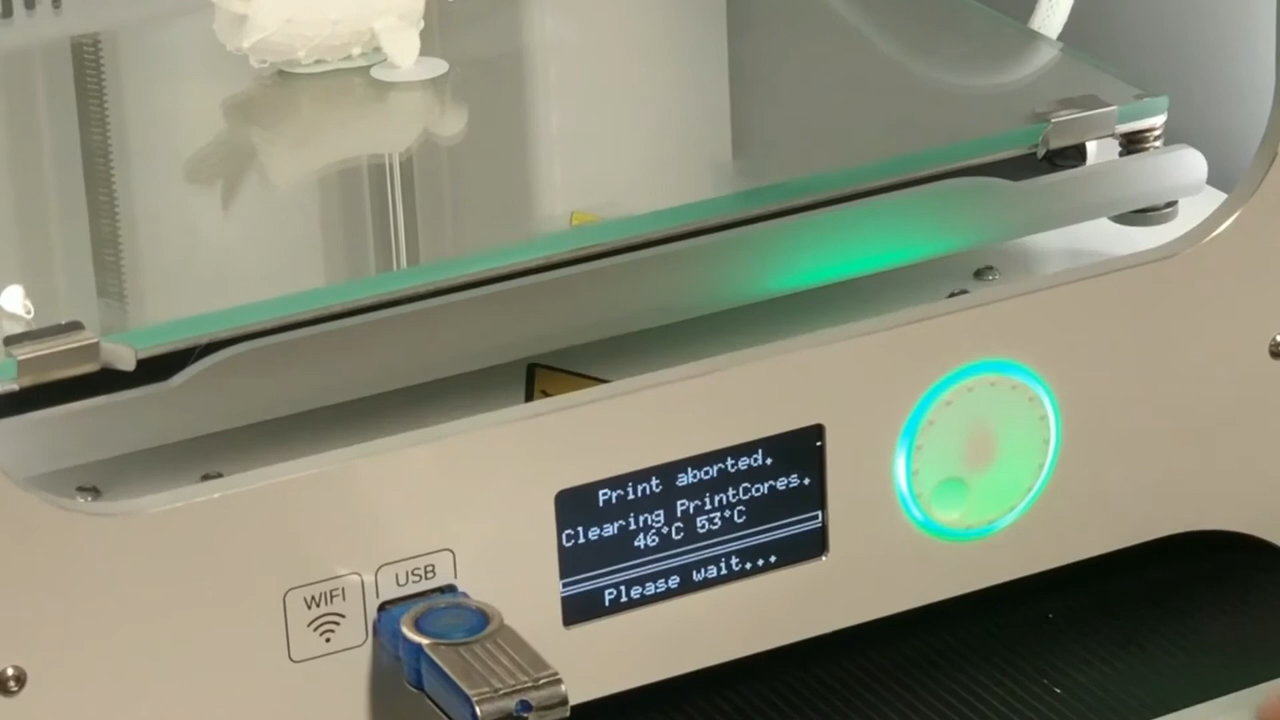 Print aborted.
Clearing PrintCores.
46°C 53°C
Please wait...
WIFI
USB